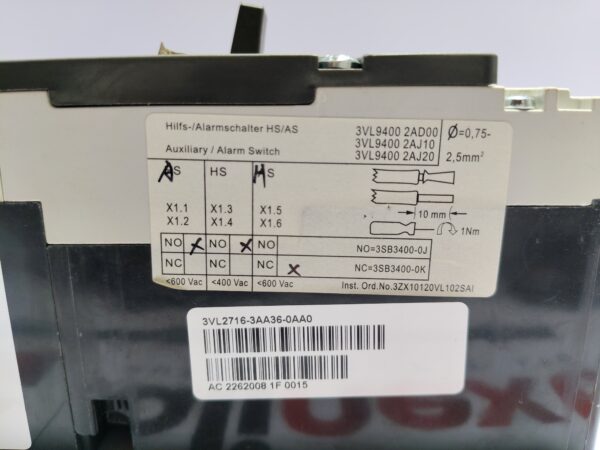 Hilfs-/Alarmschalter HS/AS 3VL9400 2AD00 Ø=0,75-
3VL9400 2AJ10
Auxiliary / Alarm Switch 3VL9400 2AJ20 2,5mm²
AS HS HS
X1.1 X1.3 X1.5
X1.2 X1.4 X1.6
10 mm
1Nm
NO x NO x NO NO=3SB3400-0J
NC NC NC x NC=3SB3400-0K
<600 Vac <400 Vac <600 Vac Inst. Ord.No.3ZX10120VL102SAI
3VL2716-3AA36-0AA0
AC 2262008 1F 0015